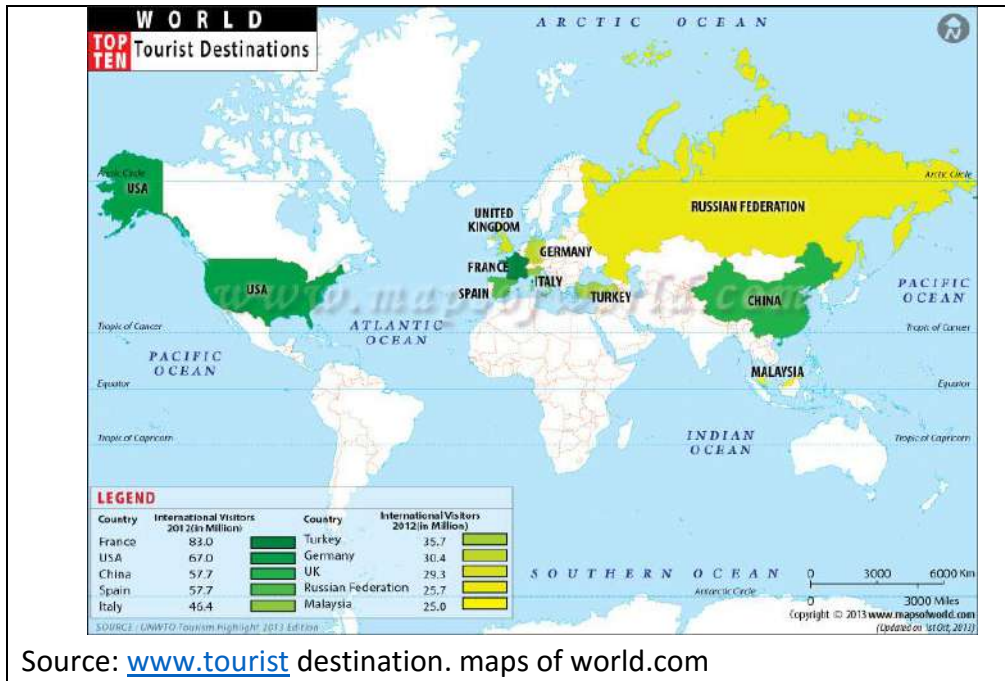 WORLD
TOP TEN Tourist Destinations
ARCTIC OCEAN
N
Arctic Circle
Arctic Circle
USA
RUSSIAN FEDERATION
UNITED KINGDOM
GERMANY
FRANCE
ITALY
SPAIN
TURKEY
USA
CHINA
www.mapsofworld.com
PACIFIC OCEAN
ATLANTIC OCEAN
Tropic of Cancer
Tropic of Cancer
PACIFIC OCEAN
MALAYSIA
Equator
Equator
INDIAN OCEAN
Tropic of Capricorn
Tropic of Capricorn
LEGEND
Country International Visitors 2012(in Million) Country International Visitors 2012(in Million)
France 83.0 Turkey 35.7
USA 67.0 Germany 30.4
China 57.7 UK 29.3
Spain 57.7 Russian Federation 25.7
Italy 46.4 Malaysia 25.0
SOUTHERN OCEAN
Antarctic Circle
0 3000 6000 Km
0 3000 Miles
Copyright © 2013 www.mapsofworld.com
(Updated on 1st Oct, 2013)
SOURCE : UNWTO Tourism Highlight 2013 Edition
Source: www.tourist destination. maps of world.com